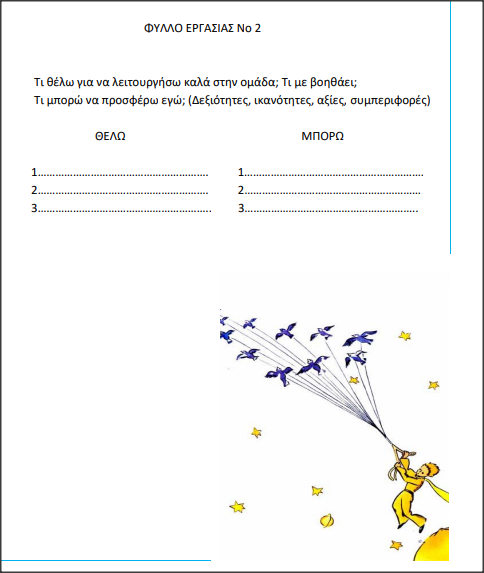 ΦΥΛΛΟ ΕΡΓΑΣΙΑΣ Νο 2
Τι θέλω για να λειτουργήσω καλά στην ομάδα; Τι με βοηθάει;
Τι μπορώ να προσφέρω εγώ; (Δεξιότητες, ικανότητες, αξίες, συμπεριφορές)
ΘΕΛΩ ΜΠΟΡΩ
1…………………………………………………. 1…………………………………………………….
2…………………………………………………. 2……………………………………………………
3………………………………………………….. 3…………………………………………………..